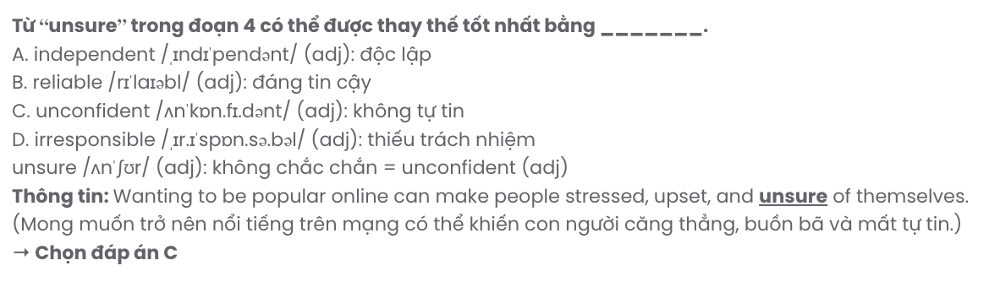 Từ “unsure” trong đoạn 4 có thể được thay thế tốt nhất bằng _______.
A. independent /ˌɪndɪˈpendənt/ (adj): độc lập
B. reliable /rɪˈlaɪəbl/ (adj): đáng tin cậy
C. unconfident /ʌnˈkɒn.fɪ.dənt/ (adj): không tự tin
D. irresponsible /ˌɪr.ɪˈspɒn.sə.bəl/ (adj): thiếu trách nhiệm
unsure /ʌnˈʃʊr/ (adj): không chắc chắn = unconfident (adj)
Thông tin: Wanting to be popular online can make people stressed, upset, and unsure of themselves.
(Mong muốn trở nên nổi tiếng trên mạng có thể khiến con người căng thẳng, buồn bã và mất tự tin.)
→ Chọn đáp án C